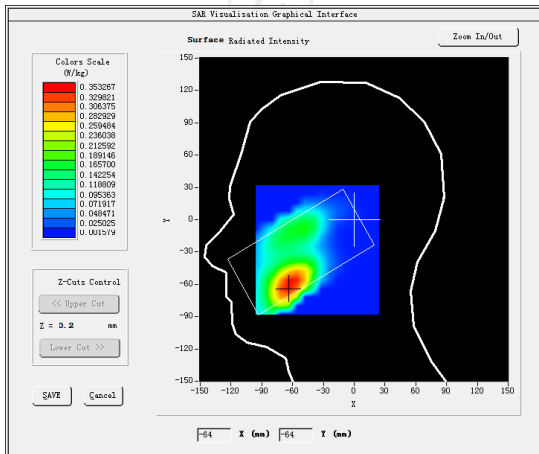 SAR Visualisation Graphical Interface
Surface Radiated Intensity
Zoom In/Out
Colors Scale
(W/kg)
0.353267
0.329821
0.306375
0.282929
0.259484
0.236038
0.212592
0.189146
0.165700
0.142254
0.118809
0.095363
0.071917
0.048471
0.025025
0.001579
Z-Cuts Control
<< Upper Cut
Z = 0.2 mm
Lower Cut >>
SAVE
Cancel
150
120
90
60
30
0
-30
-60
-90
-120
-150
Y
-150 -120 -90 -60 -30 0 30 60 90 120 150
X
-64 X (mm) -64 Y (mm)